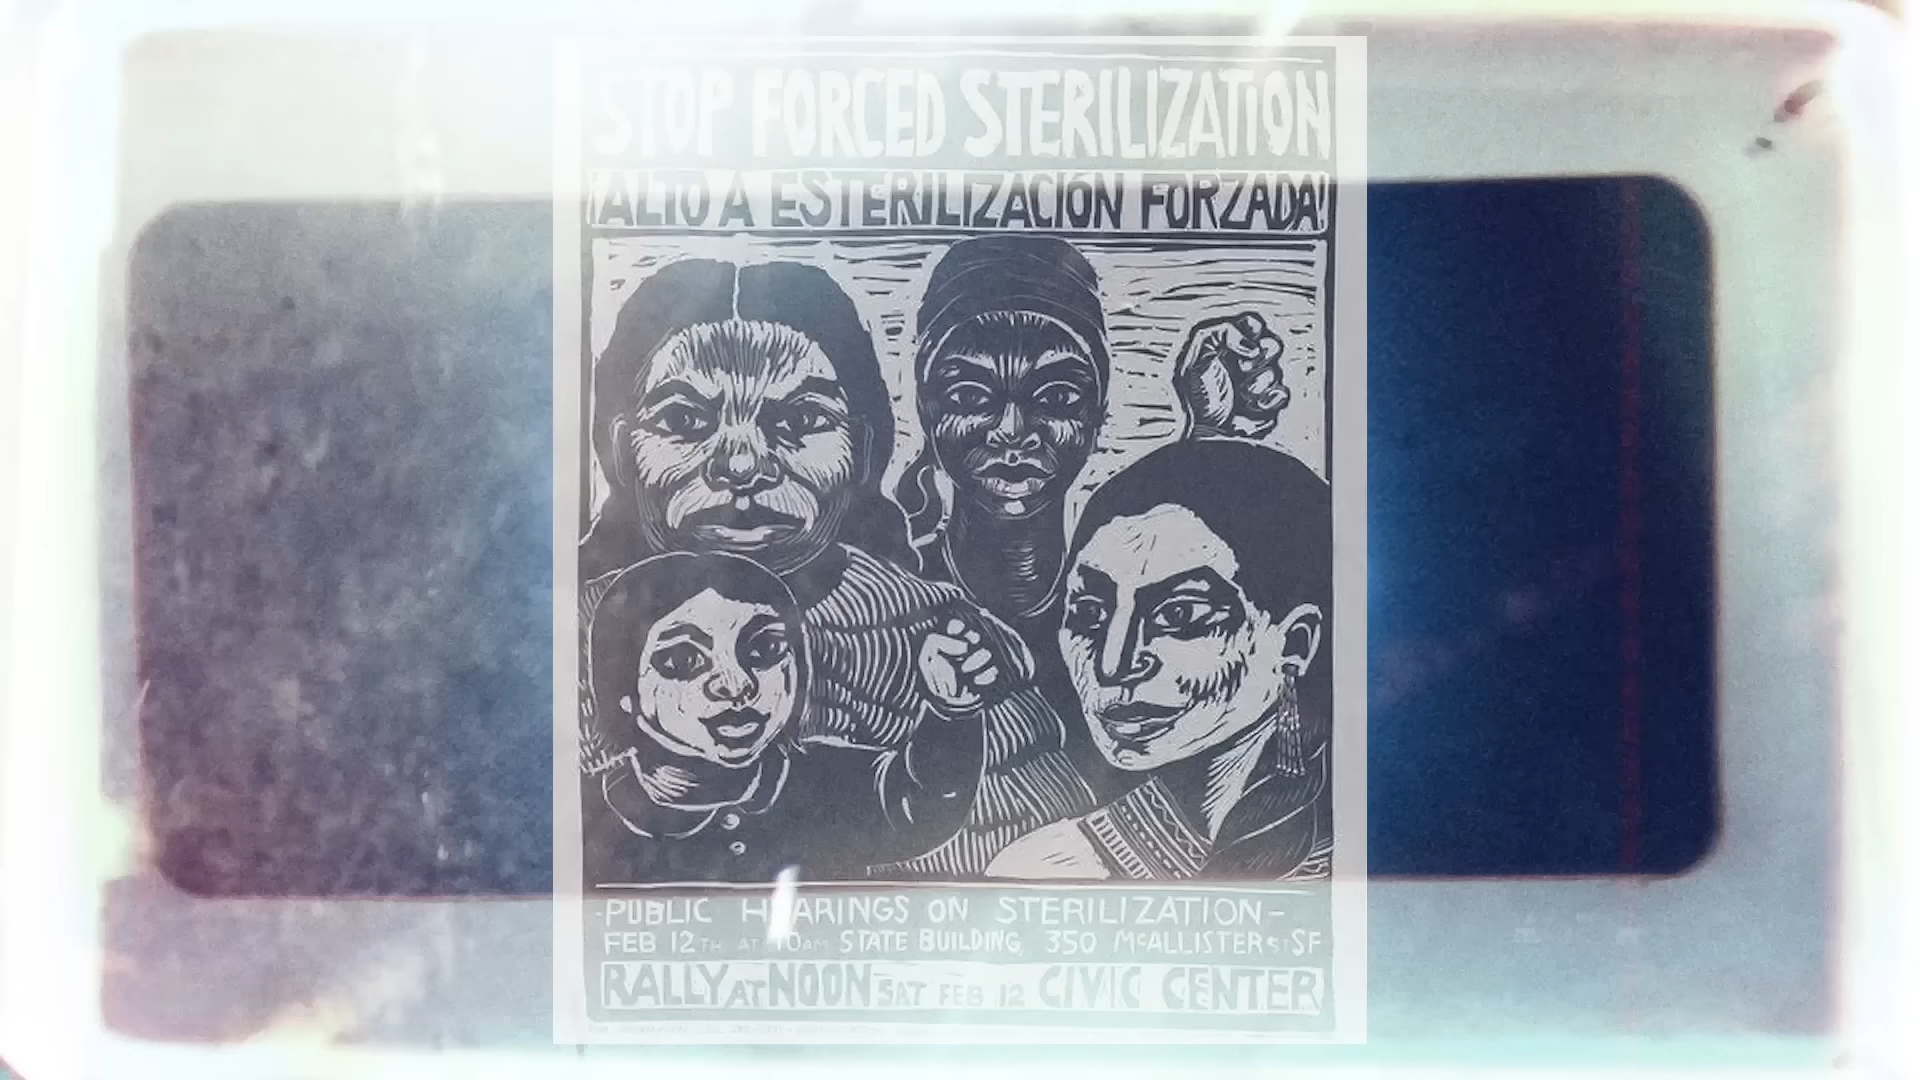 STOP FORCED STERILIZATION
¡ALTO A ESTERILIZACIÓN FORZADA!
-PUBLIC HEARINGS ON STERILIZATION-
FEB 12TH AT 10AM STATE BUILDING, 350 McALLISTER ST SF
RALLY AT NOON SAT FEB 12 CIVIC CENTER